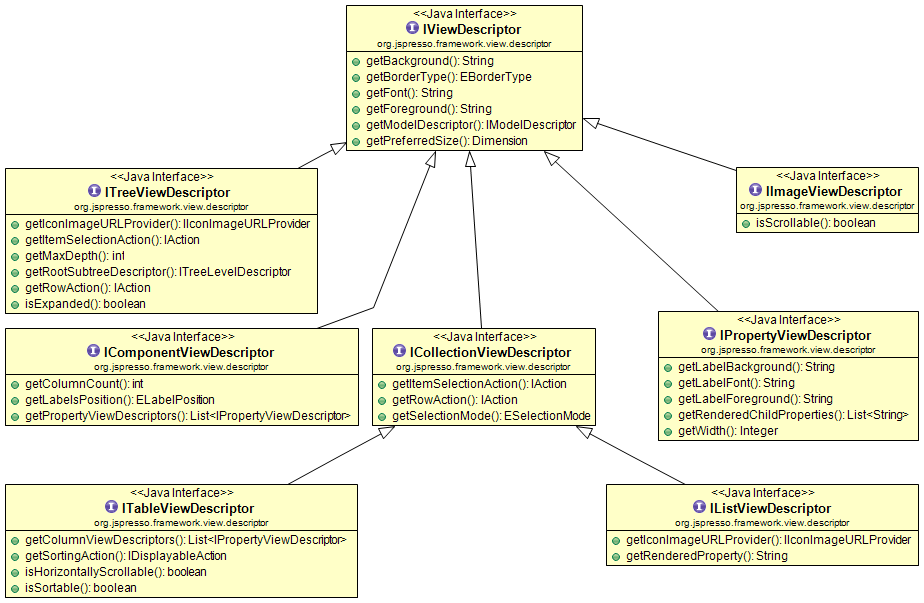 <<Java Interface>>
IViewDescriptor
org.jspresso.framework.view.descriptor
getBackground(): String
getBorderType(): EBorderType
getFont(): String
getForeground(): String
getModelDescriptor(): IModelDescriptor
getPreferredSize(): Dimension
<<Java Interface>>
ITreeViewDescriptor
org.jspresso.framework.view.descriptor
getIconImageURLProvider(): IIconImageURLProvider
getItemSelectionAction(): IAction
getMaxDepth(): int
getRootSubtreeDescriptor(): ITreeLevelDescriptor
getRowAction(): IAction
isExpanded(): boolean
<<Java Interface>>
IImageViewDescriptor
org.jspresso.framework.view.descriptor
isScrollable(): boolean
<<Java Interface>>
IComponentViewDescriptor
org.jspresso.framework.view.descriptor
getColumnCount(): int
getLabelsPosition(): ELabelPosition
getPropertyViewDescriptors(): List<IPropertyViewDescriptor>
<<Java Interface>>
ICollectionViewDescriptor
org.jspresso.framework.view.descriptor
getItemSelectionAction(): IAction
getRowAction(): IAction
getSelectionMode(): ESelectionMode
<<Java Interface>>
IPropertyViewDescriptor
org.jspresso.framework.view.descriptor
getLabelBackground(): String
getLabelFont(): String
getLabelForeground(): String
getRenderedChildProperties(): List<String>
getWidth(): Integer
<<Java Interface>>
ITableViewDescriptor
org.jspresso.framework.view.descriptor
getColumnViewDescriptors(): List<IPropertyViewDescriptor>
getSortingAction(): IDisplayableAction
isHorizontallyScrollable(): boolean
isSortable(): boolean
<<Java Interface>>
IListViewDescriptor
org.jspresso.framework.view.descriptor
getIconImageURLProvider(): IIconImageURLProvider
getRenderedProperty(): String